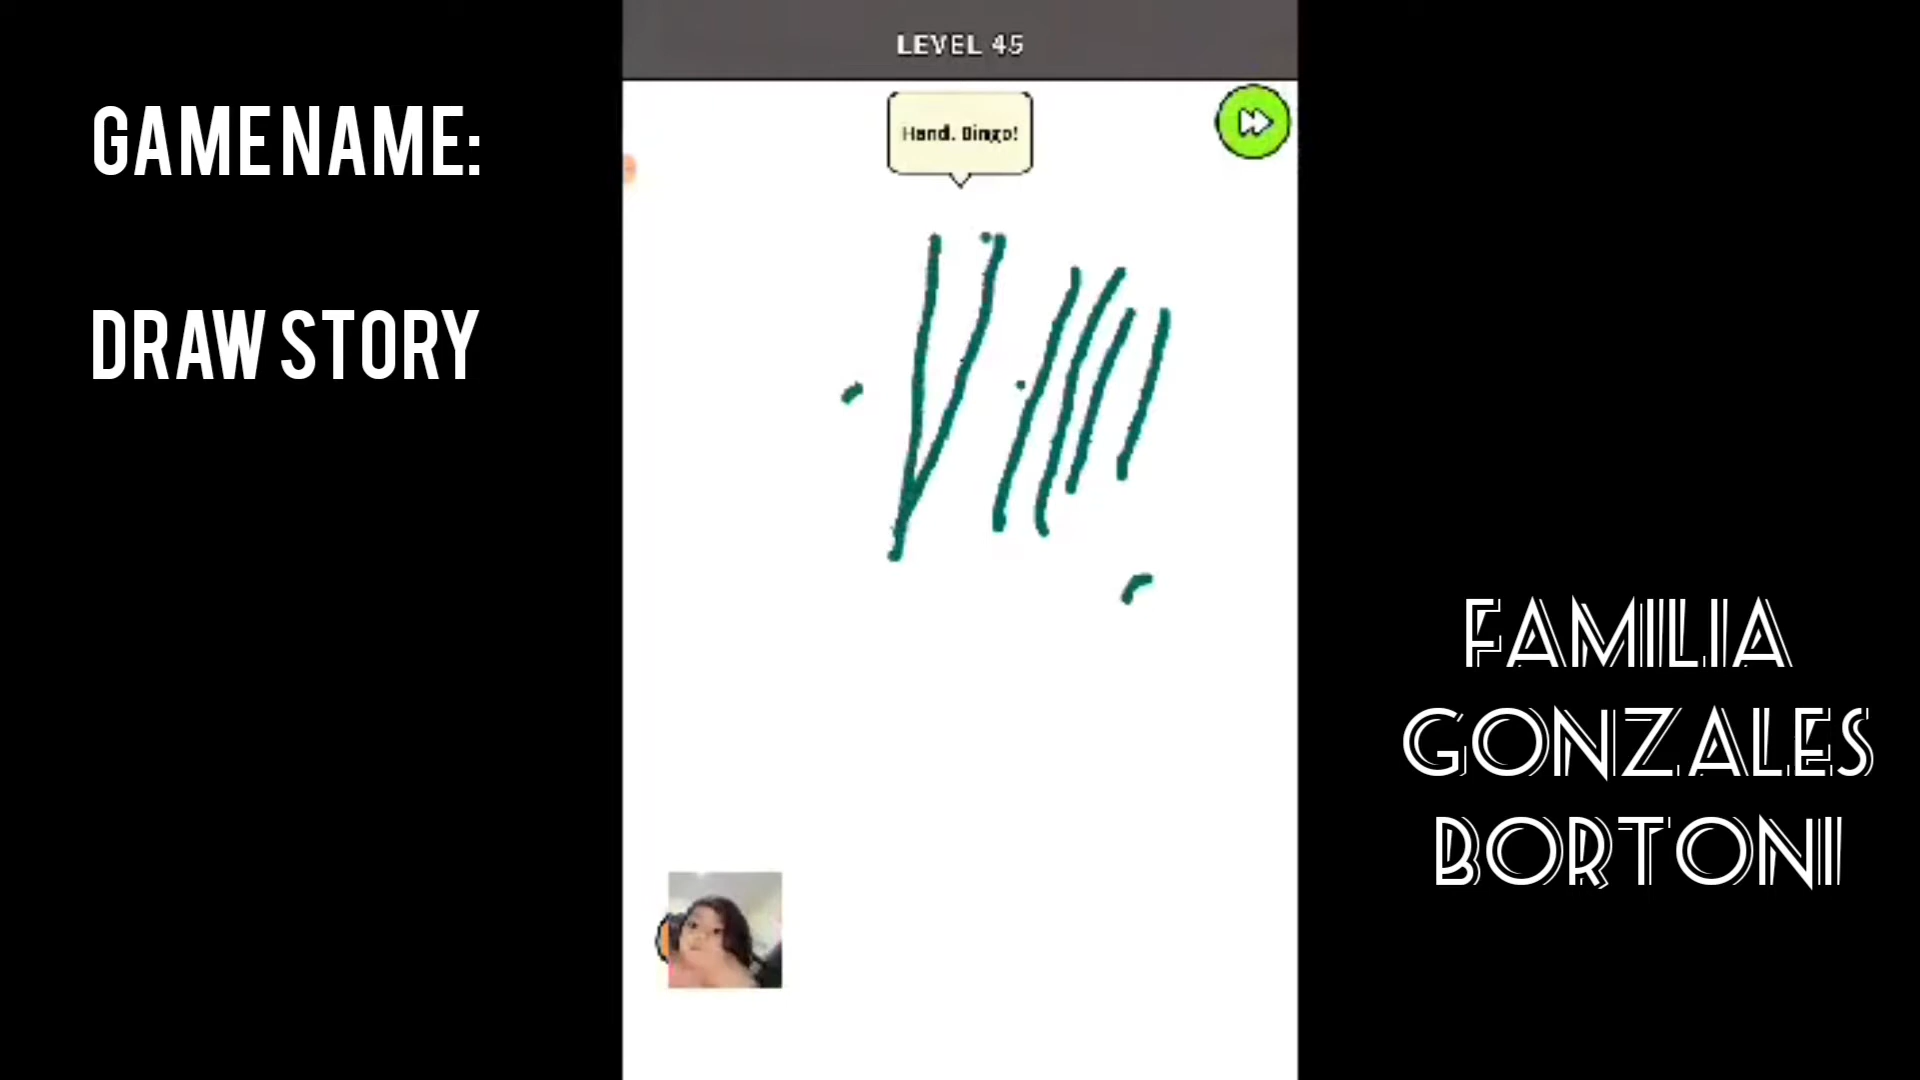 LEVEL 45
Hand. Bingo!
GAME NAME:
DRAW STORY
FAMILIA
GONZALES
BORTONI